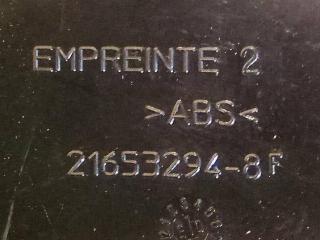 EMPREINTE 2
>ABS<
21653294-8F